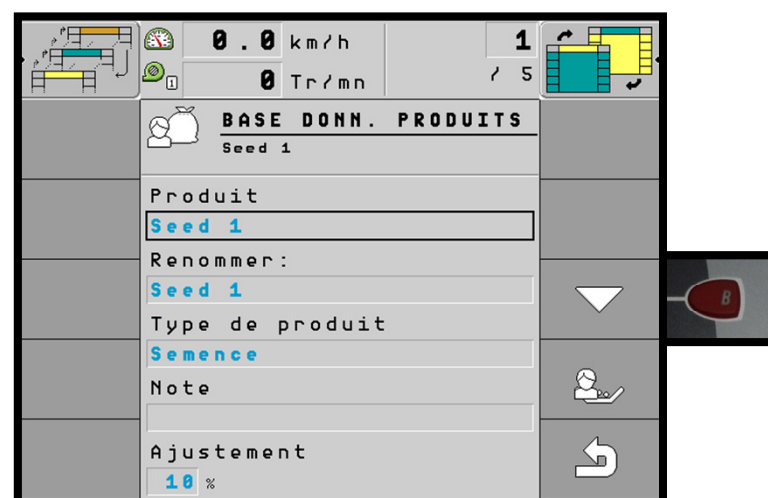 0.0 km/h
1
0 Tr/mn
/ 5
1
BASE DONN. PRODUITS
Seed 1
Produit
Seed 1
Renommer:
Seed 1
B
Type de produit
Semence
Note
Ajustement
10 %